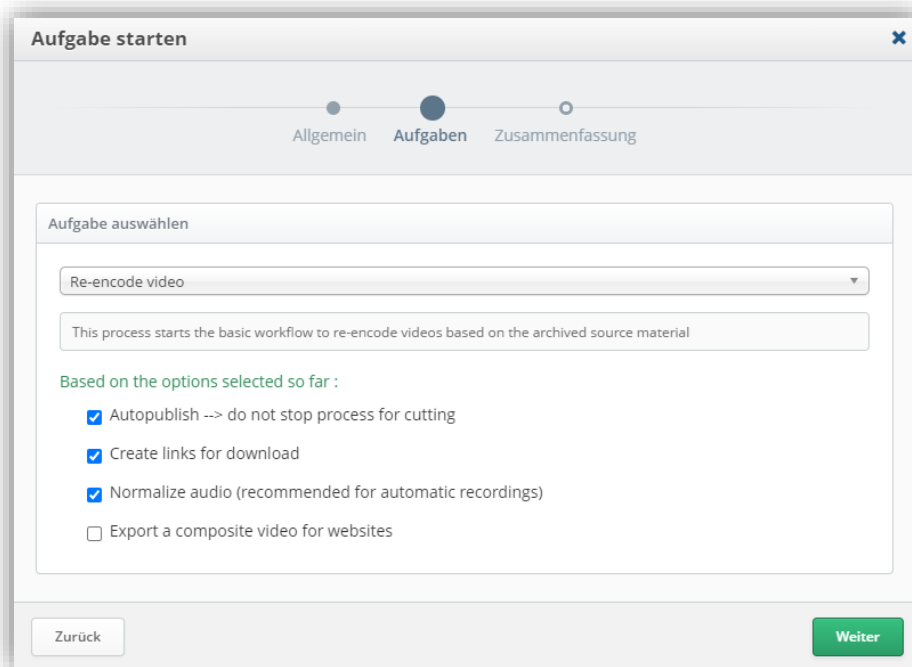 Aufgabe starten
Allgemein Aufgaben Zusammenfassung
Aufgabe auswählen
Re-encode video
This process starts the basic workflow to re-encode videos based on the archived source material
Based on the options selected so far :
Autopublish --> do not stop process for cutting
Create links for download
Normalize audio (recommended for automatic recordings)
Export a composite video for websites
Zurück Weiter